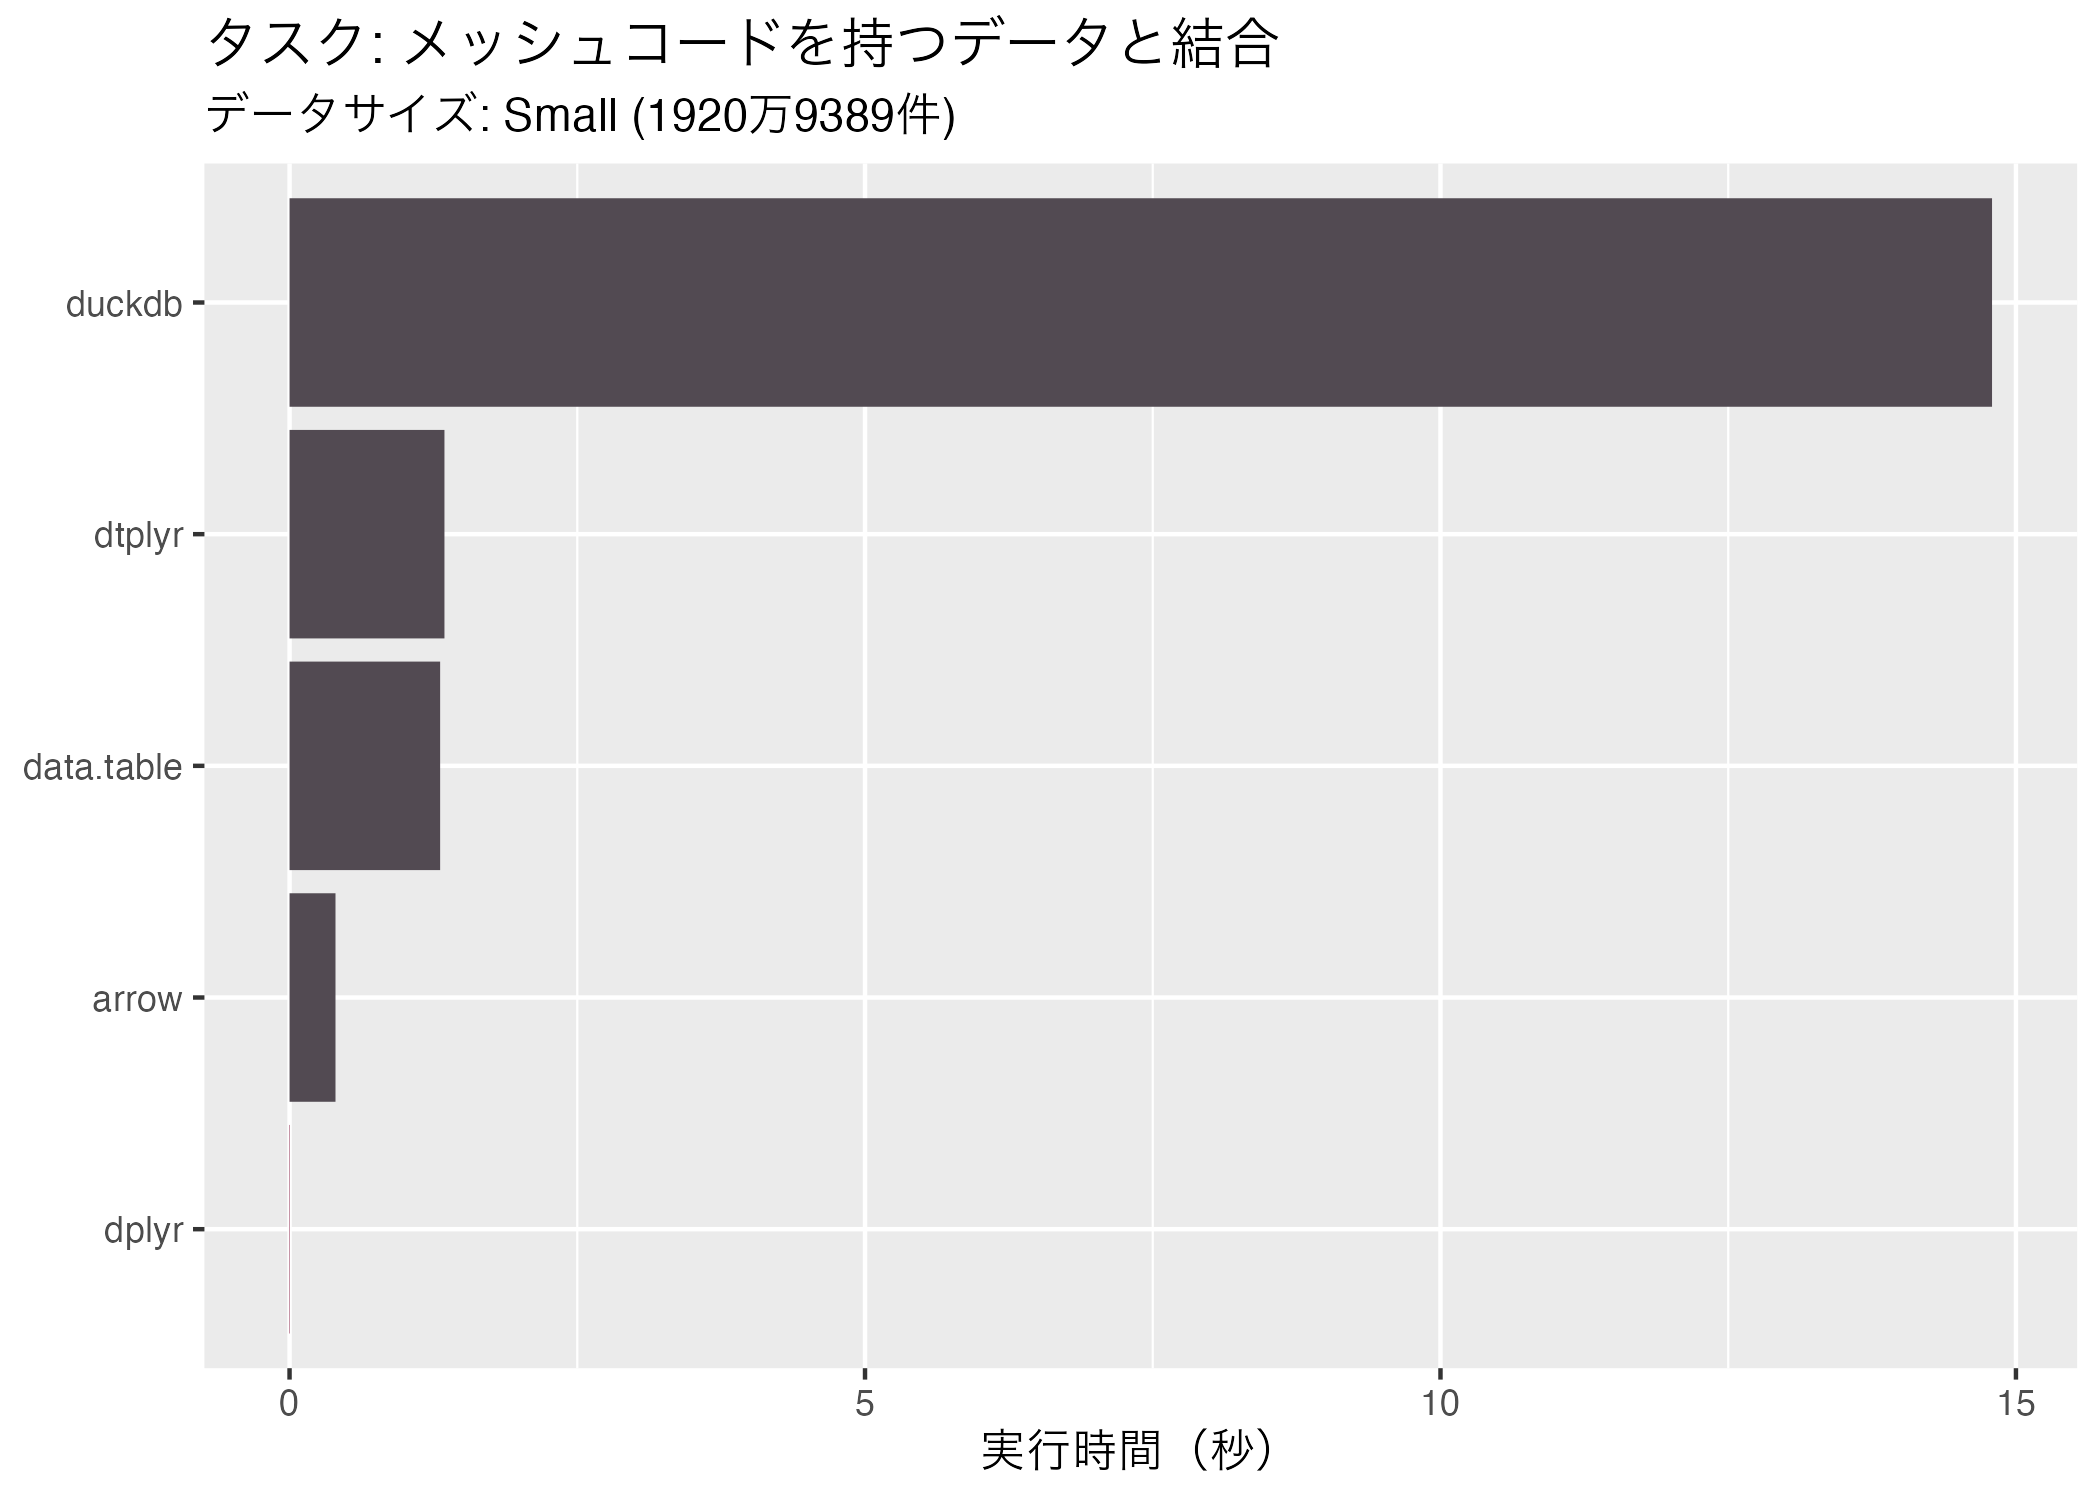 タスク: メッシュコードを持つデータと結合
データサイズ: Small (1920万9389件)
duckdb
dtplyr
data.table
arrow
dplyr
0 5 10 15
実行時間（秒）